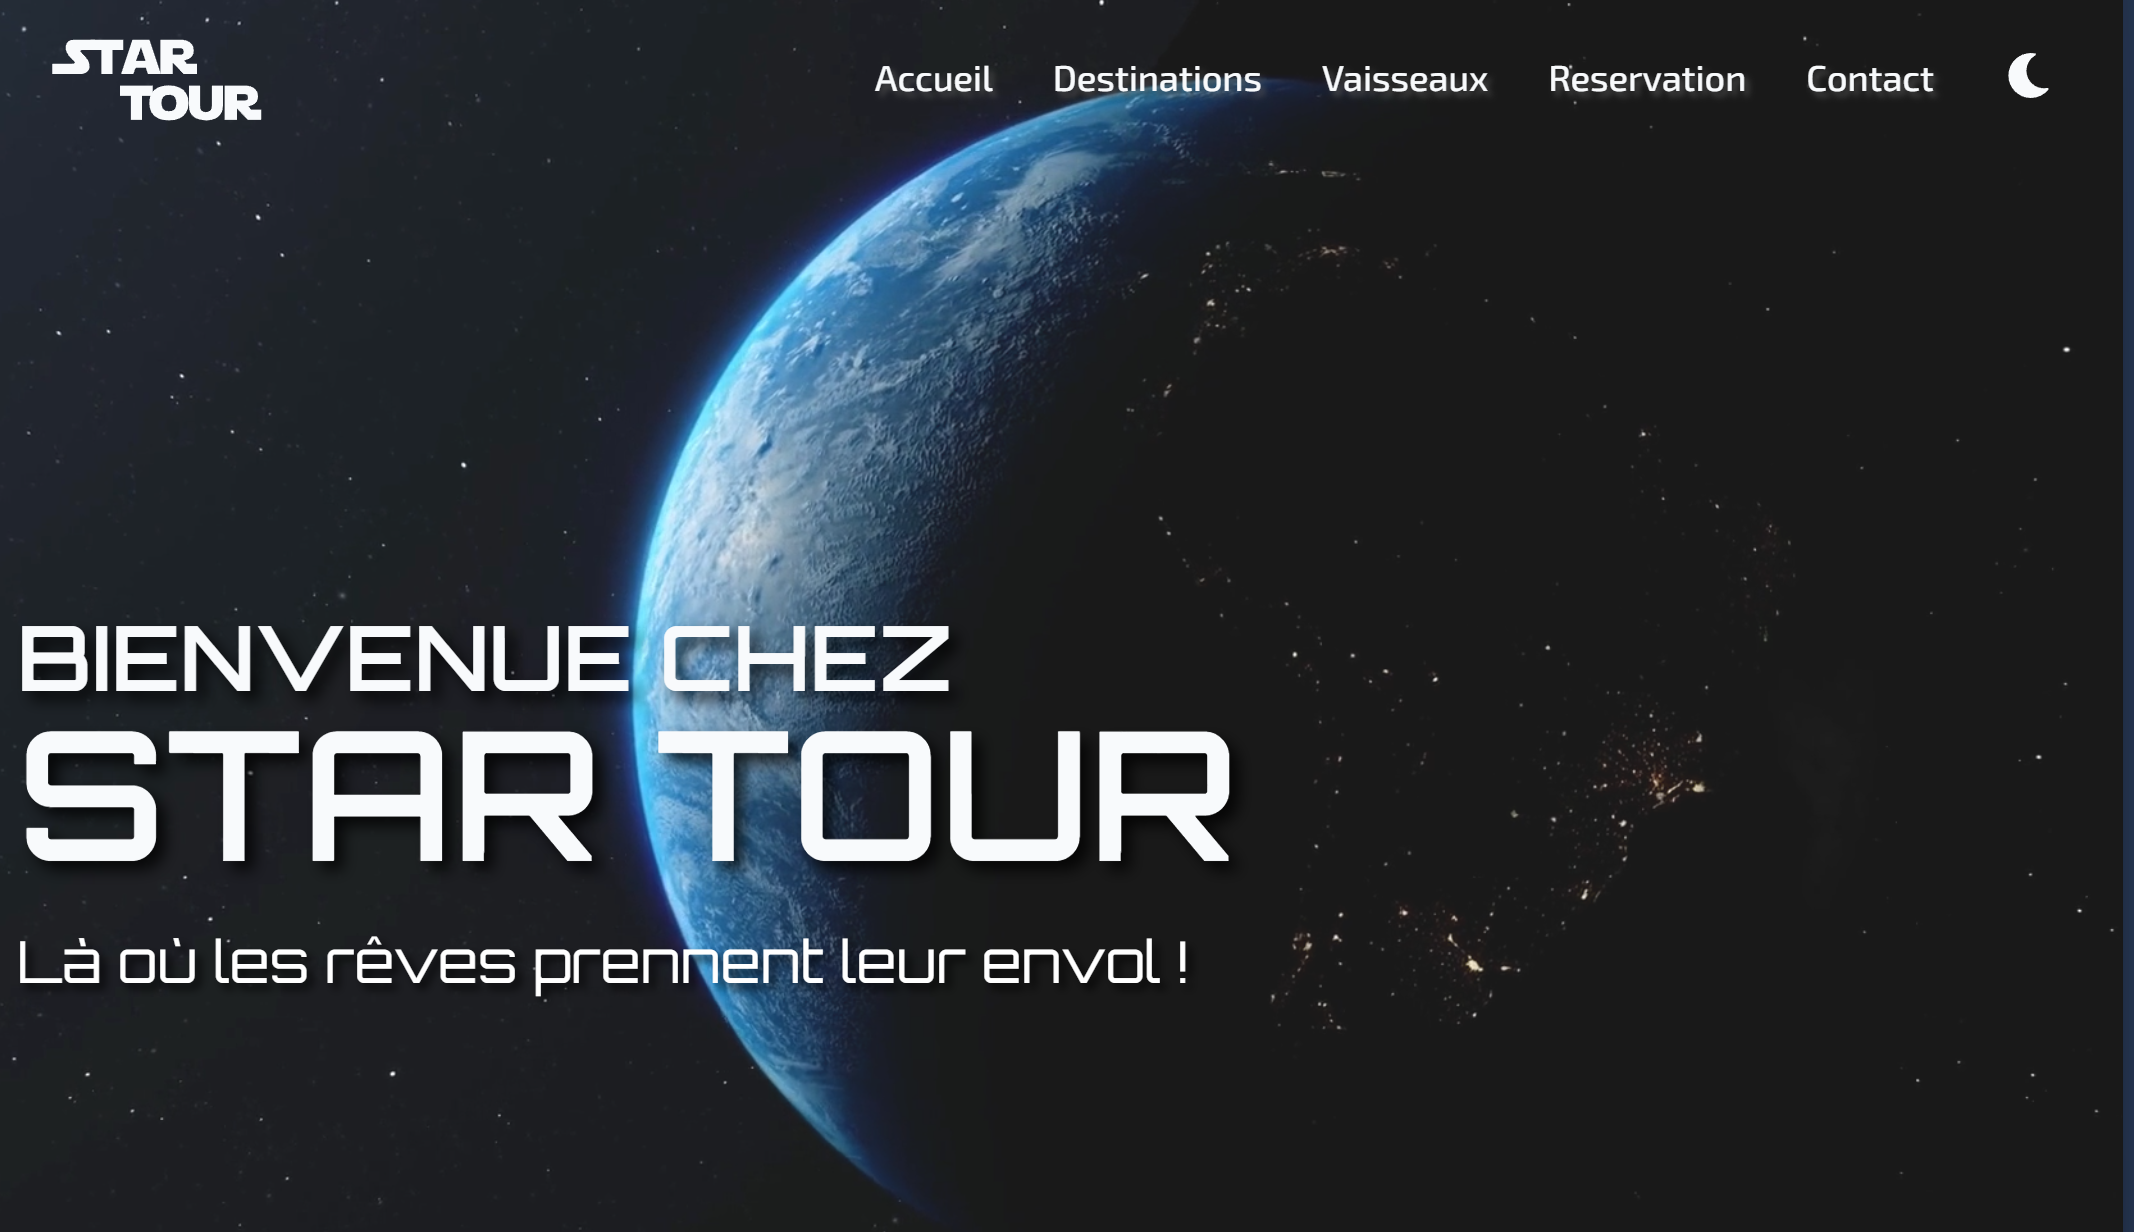 STAR
TOUR
Accueil Destinations Vaisseaux Reservation Contact
BIENVENUE CHEZ
STAR TOUR
Là où les rêves prennent leur envol !